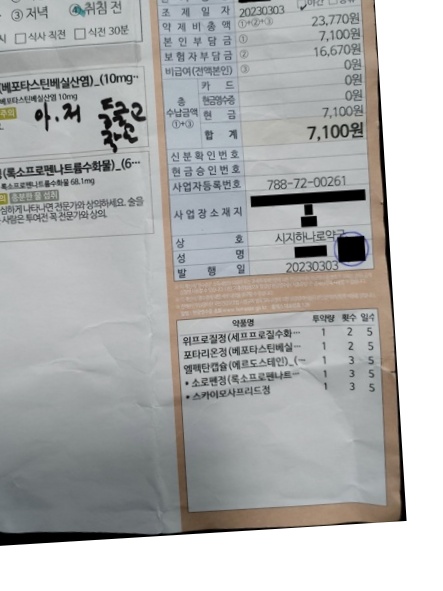 ③ 저녁 ④ 취침 전
□ 식사 직전 □ 식전 30분
(베포타스틴베실산염)_(10mg…
베포타스틴베실산염 10mg
주의
아, 저 콧물
(록소프로펜나트륨수화물)_(6…
록소프로펜나트륨수화물 68.1mg
충분한 물 섭취
심하게 나타나면 전문가와 상의하세요. 술을
사람은 투여전 꼭 전문가와 상의.
조 제 일 자 20230303
약 제 비 총 액 ①+②+③ 23,770원
본 인 부 담 금 ① 7,100원
보 험 자 부 담 금 ② 16,670원
비급여(전액본인) ③ 0원
총 수납금액 ①+③
카 드 0원
현금영수증 0원
현 금 7,100원
합 계 7,100원
신 분 확 인 번 호
현 금 승 인 번 호
사 업 자 등 록 번 호 788-72-00261
사 업 장 소 재 지
상 호 시지하나로약국
성 명
발 행 일 20230303
약품명 투약량 횟수 일수
위프로질정(세프프로질수화… 1 2 5
포타리온정(베포타스틴베실… 1 2 5
엘펙탄캡슐(에르도스테인)_(… 1 3 5
• 소로펜정(록소프로펜나트… 1 3 5
• 스카이모사프리드정 1 3 5